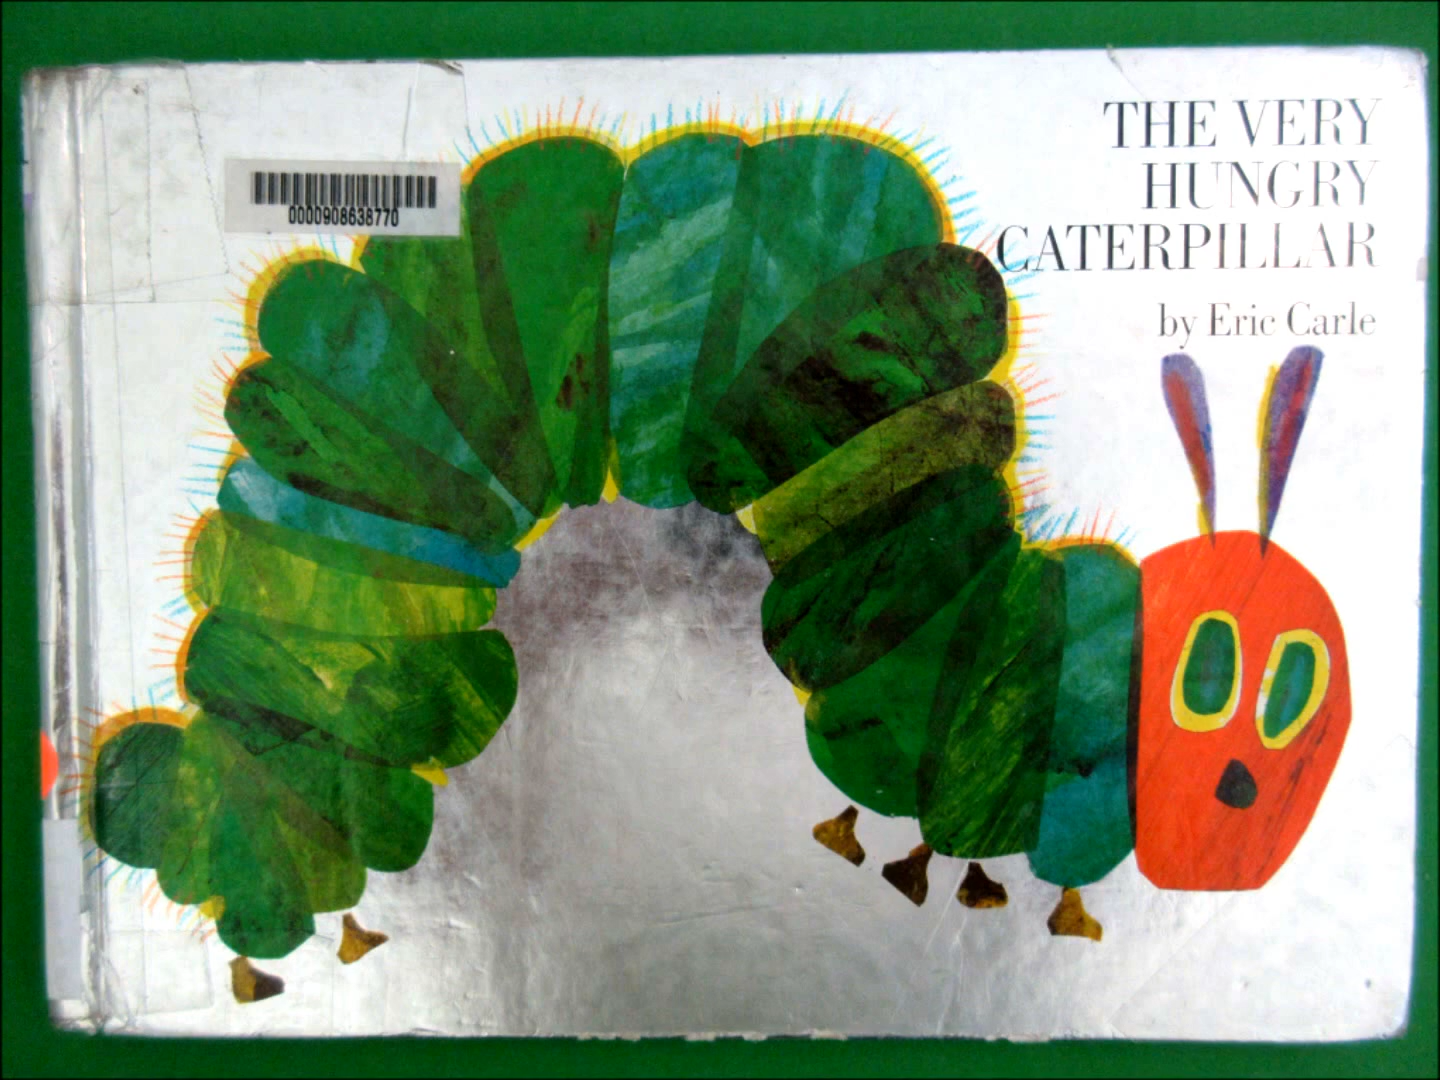 0000908638770
THE VERY
HUNGRY
CATERPILLAR
by Eric Carle